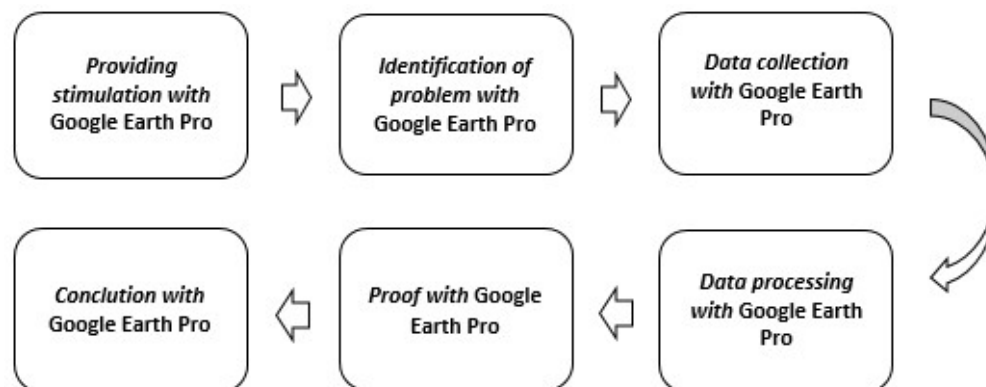 Providing
stimulation with
Google Earth Pro
Identification of
problem with
Google Earth Pro
Data collection
with Google Earth
Pro
Data processing
with Google Earth
Pro
Proof with Google
Earth Pro
Conclution with
Google Earth Pro